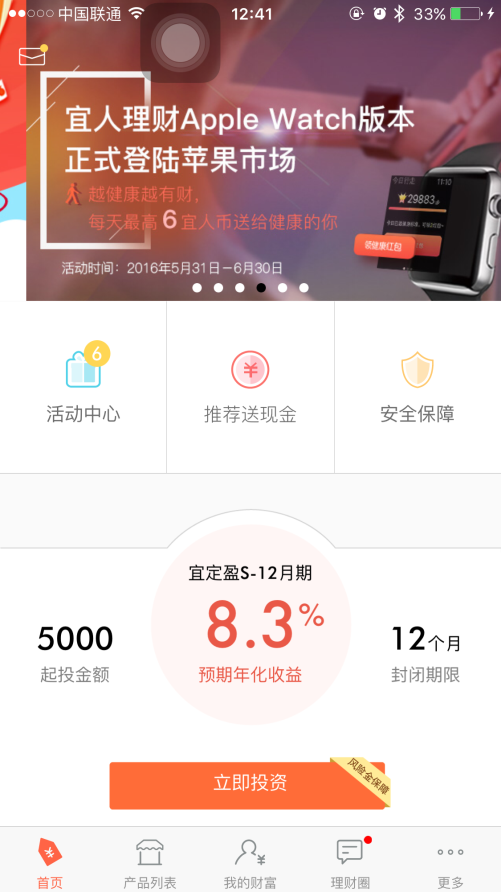 中国联通
12:41
33%
宜人理财Apple Watch版本
正式登陆苹果市场
越健康越有财，
每天最高6宜人币送给健康的你
活动时间：2016年5月31日－6月30日
今日已走
11:10
29883步
领健康红包
6
活动中心
推荐送现金
安全保障
宜定盈S-12月期
8.3%
预期年化收益
5000
起投金额
12个月
封闭期限
立即投资
风险金保障
首页
产品列表
我的财富
理财圈
更多